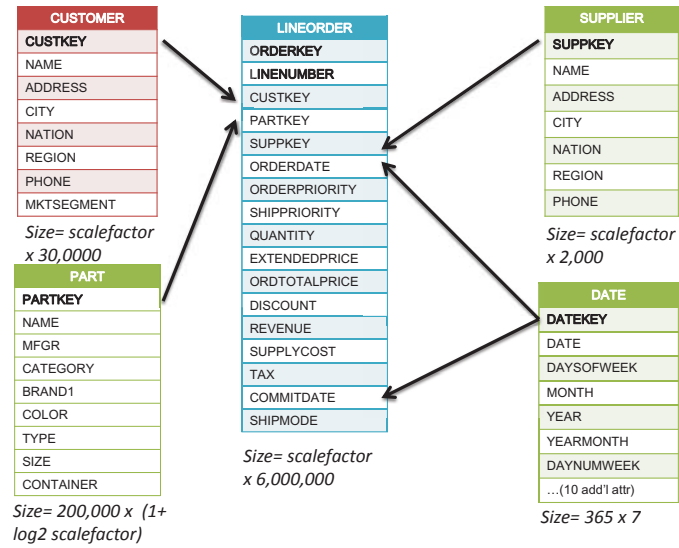 CUSTOMER
CUSTKEY
NAME
ADDRESS
CITY
NATION
REGION
PHONE
MKTSEGMENT
Size= scalefactor
x 30,0000
PART
PARTKEY
NAME
MFGR
CATEGORY
BRAND1
COLOR
TYPE
SIZE
CONTAINER
Size= 200,000 x (1+
log2 scalefactor)
LINEORDER
ORDERKEY
LINENUMBER
CUSTKEY
PARTKEY
SUPPKEY
ORDERDATE
ORDERPRIORITY
SHIPPRIORITY
QUANTITY
EXTENDEDPRICE
ORDTOTALPRICE
DISCOUNT
REVENUE
SUPPLYCOST
TAX
COMMITDATE
SHIPMODE
Size= scalefactor
x 6,000,000
SUPPLIER
SUPPKEY
NAME
ADDRESS
CITY
NATION
REGION
PHONE
Size= scalefactor
x 2,000
DATE
DATEKEY
DATE
DAYSOFWEEK
MONTH
YEAR
YEARMONTH
DAYNUMWEEK
…(10 add'l attr)
Size= 365 x 7